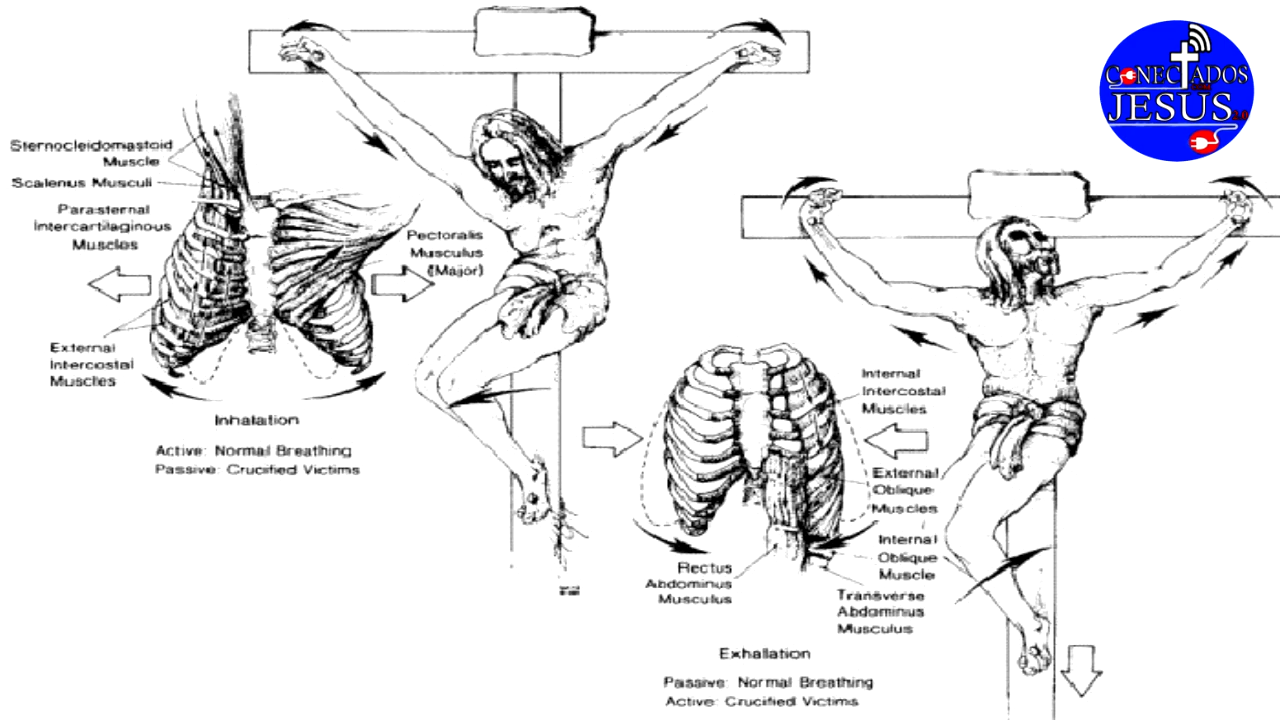 Sternocleidomastoid
Muscle
Scalenus Musculi
Parasternal
Intercartilaginous
Muscles
Pectoralis
Musculus
(Major)
External
Intercostal
Muscles
Inhalation
Active: Normal Breathing
Passive: Crucified Victims
CONECTADOS
JESUS
Internal
Intercostal
Muscles
External
Oblique
Muscles
Internal
Oblique
Muscle
Rectus
Abdominus
Musculus
Transverse
Abdominus
Musculus
Exhallation
Passive: Normal Breathing
Active: Crucified Victims